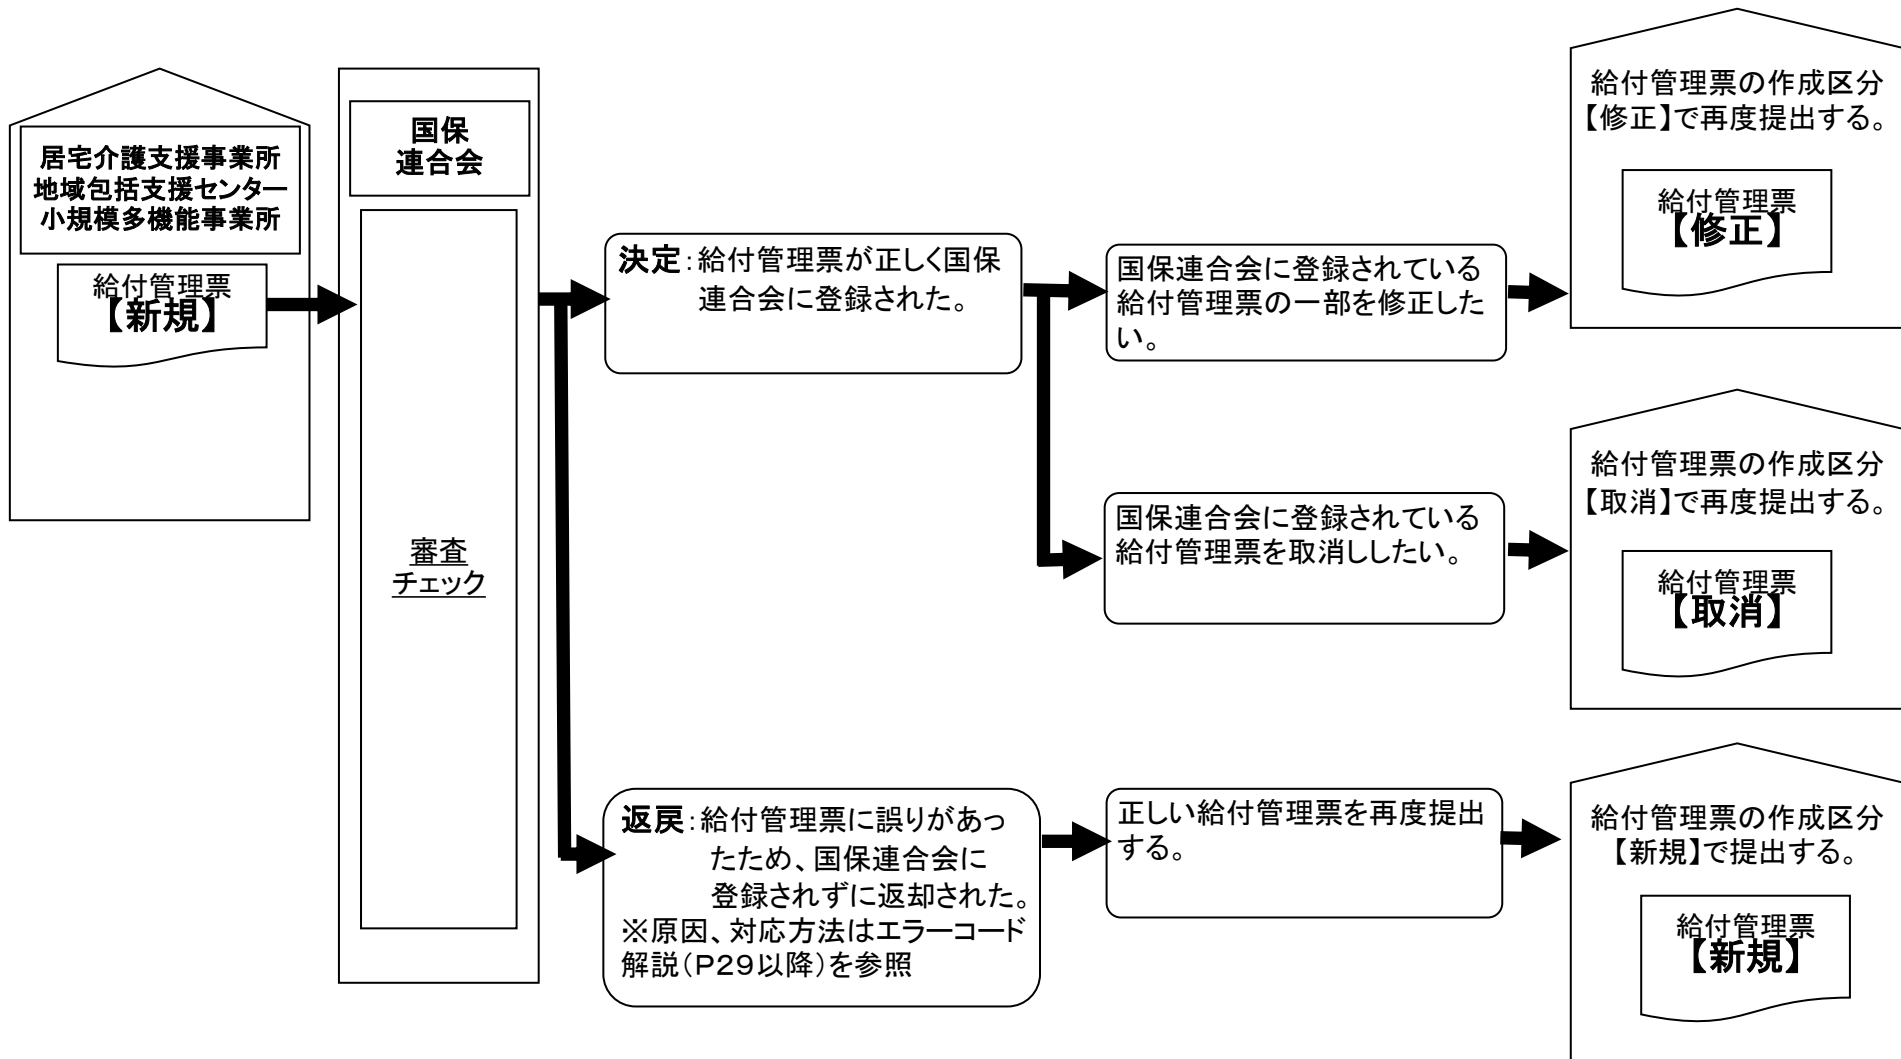 居宅介護支援事業所
地域包括支援センター
小規模多機能事業所
給付管理票
【新規】
国保
連合会
審査
チェック
決定：給付管理票が正しく国保
連合会に登録された。
返戻：給付管理票に誤りがあっ
たため、国保連合会に
登録されずに返却された。
※原因、対応方法はエラーコード
解説（P29以降）を参照
国保連合会に登録されている
給付管理票の一部を修正した
い。
国保連合会に登録されている
給付管理票を取消ししたい。
正しい給付管理票を再度提出
する。
給付管理票の作成区分
【修正】で再度提出する。
給付管理票
【修正】
給付管理票の作成区分
【取消】で再度提出する。
給付管理票
【取消】
給付管理票の作成区分
【新規】で提出する。
給付管理票
【新規】